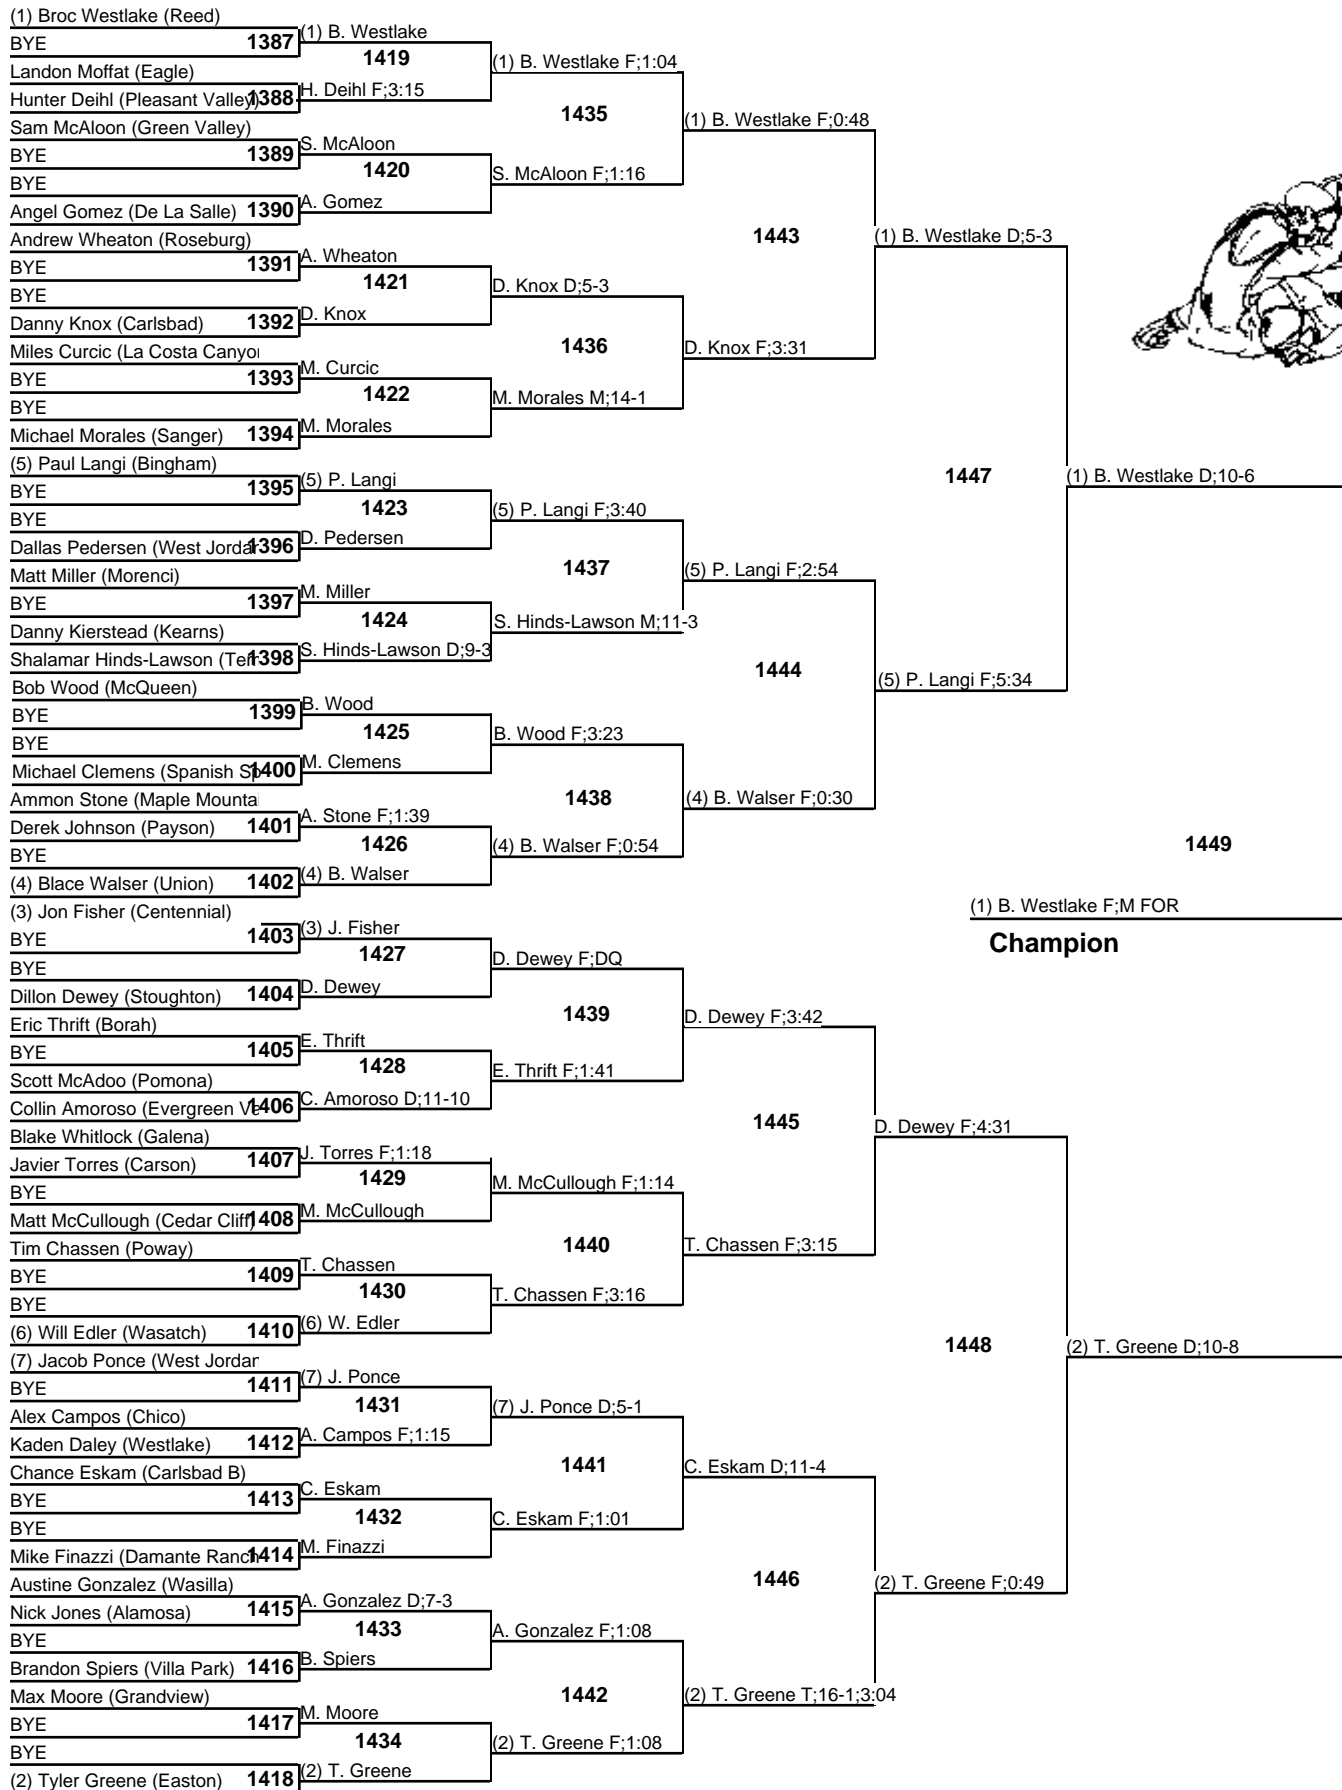 (1) Broc Westlake (Reed)
BYE
1387
Landon Moffat (Eagle)
Hunter Deihl (Pleasant Valley)
1388
Sam McAloon (Green Valley)
BYE
1389
BYE
Angel Gomez (De La Salle)
1390
Andrew Wheaton (Roseburg)
BYE
1391
BYE
Danny Knox (Carlsbad)
1392
Miles Curcic (La Costa Canyo
BYE
1393
BYE
Michael Morales (Sanger)
1394
(5) Paul Langi (Bingham)
BYE
1395
BYE
Dallas Pedersen (West Jorda
1396
Matt Miller (Morenci)
BYE
1397
Danny Kierstead (Kearns)
Shalamar Hinds-Lawson (Te
1398
Bob Wood (McQueen)
BYE
1399
BYE
Michael Clemens (Spanish Sp
1400
Ammon Stone (Maple Mounta
Derek Johnson (Payson)
1401
BYE
(4) Blace Walser (Union)
1402
(3) Jon Fisher (Centennial)
BYE
1403
BYE
Dillon Dewey (Stoughton)
1404
Eric Thrift (Borah)
BYE
1405
Scott McAdoo (Pomona)
Collin Amoroso (Evergreen Va
1406
Blake Whitlock (Galena)
Javier Torres (Carson)
1407
BYE
Matt McCullough (Cedar Cliff)
1408
Tim Chassen (Poway)
BYE
1409
BYE
(6) Will Edler (Wasatch)
1410
(7) Jacob Ponce (West Jordan
BYE
1411
Alex Campos (Chico)
Kaden Daley (Westlake)
1412
Chance Eskam (Carlsbad B)
BYE
1413
BYE
Mike Finazzi (Damante Ranch
1414
Austine Gonzalez (Wasilla)
Nick Jones (Alamosa)
1415
BYE
Brandon Spiers (Villa Park)
1416
Max Moore (Grandview)
BYE
1417
BYE
(2) Tyler Greene (Easton)
1418
(1) B. Westlake
1419
H. Deihl F;3:15
S. McAloon
1420
A. Gomez
A. Wheaton
1421
D. Knox
M. Curcic
1422
M. Morales
(5) P. Langi
1423
D. Pedersen
M. Miller
1424
S. Hinds-Lawson D;9-3
B. Wood
1425
M. Clemens
A. Stone F;1:39
1426
(4) B. Walser
(3) J. Fisher
1427
D. Dewey
E. Thrift
1428
C. Amoroso D;11-10
J. Torres F;1:18
1429
M. McCullough
T. Chassen
1430
(6) W. Edler
(7) J. Ponce
1431
A. Campos F;1:15
C. Eskam
1432
M. Finazzi
A. Gonzalez D;7-3
1433
B. Spiers
M. Moore
1434
(2) T. Greene
(1) B. Westlake F;1:04
1435
S. McAloon F;1:16
D. Knox D;5-3
1436
M. Morales M;14-1
(5) P. Langi F;3:40
1437
S. Hinds-Lawson M;11-3
B. Wood F;3:23
1438
(4) B. Walser F;0:54
D. Dewey F;DQ
1439
E. Thrift F;1:41
M. McCullough F;1:14
1440
T. Chassen F;3:16
(7) J. Ponce D;5-1
1441
C. Eskam F;1:01
A. Gonzalez F;1:08
1442
(2) T. Greene F;1:08
(1) B. Westlake F;0:48
1443
D. Knox F;3:31
(5) P. Langi F;2:54
1444
(4) B. Walser F;0:30
D. Dewey F;3:42
1445
T. Chassen F;3:15
C. Eskam D;11-4
1446
(2) T. Greene T;16-1;3:04
(1) B. Westlake D;5-3
1447
(5) P. Langi F;5:34
D. Dewey F;4:31
1448
(2) T. Greene F;0:49
(1) B. Westlake D;10-6
1449
(2) T. Greene D;10-8
(1) B. Westlake F;M FOR
Champion